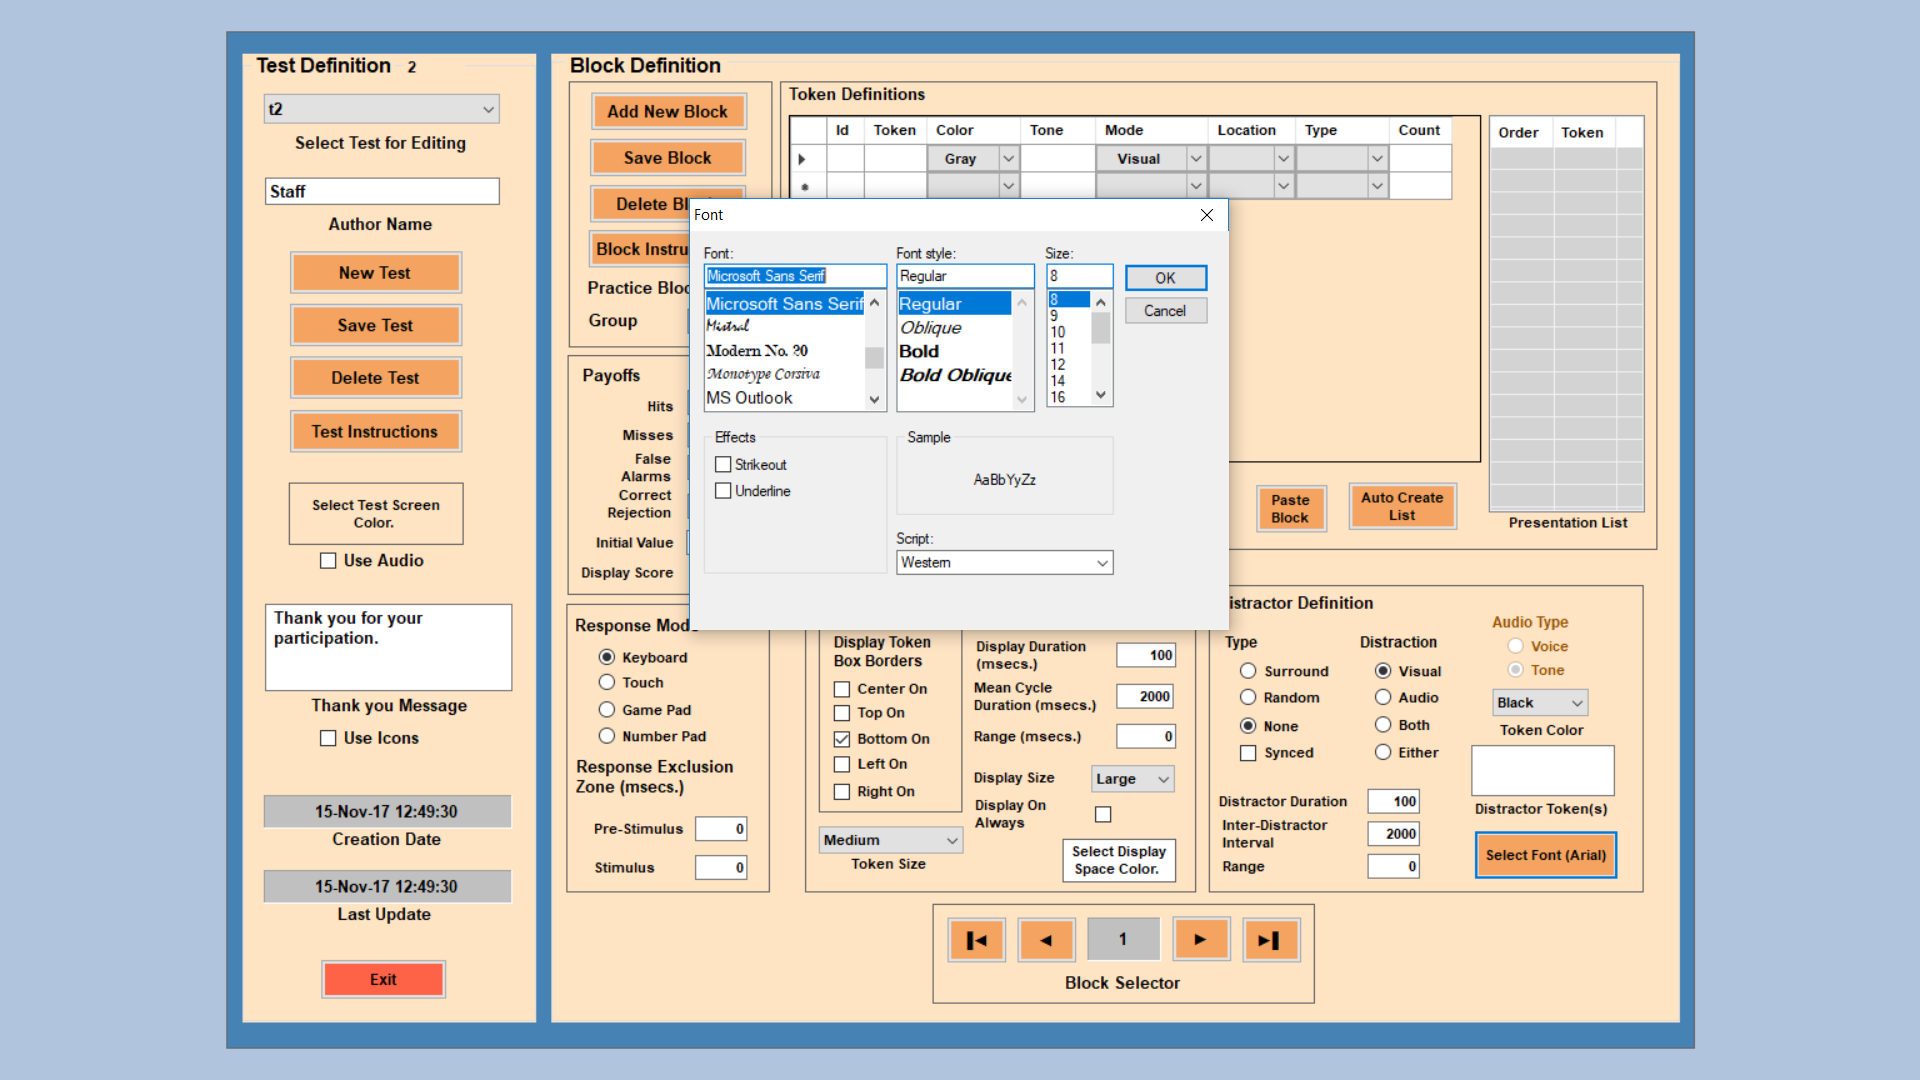 Test Definition 2
t2
Select Test for Editing
Staff
Author Name
New Test
Save Test
Delete Test
Test Instructions
Select Test Screen
Color.
Use Audio
Thank you for your
participation.
Thank you Message
Use Icons
15-Nov-17 12:49:30
Creation Date
15-Nov-17 12:49:30
Last Update
Exit
Block Definition
Add New Block
Save Block
Delete Bl
Block Instru
Practice Bloc
Group
Payoffs
Hits
Misses
False
Alarms
Correct
Rejection
Initial Value
Display Score
Token Definitions
Id Token Color Tone Mode Location Type Count
Gray Visual
Order Token
Presentation List
Paste
Block
Auto Create
List
Font
Font:
Microsoft Sans Serif
Microsoft Sans Serif
Mistral
Modern No. 20
Monotype Corsiva
MS Outlook
Font style:
Regular
Regular
Oblique
Bold
Bold Oblique
Size:
8
8
9
10
11
12
14
16
OK
Cancel
Effects
Strikeout
Underline
Sample
AaBbYyZz
Script:
Western
Response Mod
Keyboard
Touch
Game Pad
Number Pad
Response Exclusion
Zone (msecs.)
Pre-Stimulus 0
Stimulus 0
Display Token
Box Borders
Center On
Top On
Bottom On
Left On
Right On
Medium
Token Size
Display Duration
(msecs.) 100
Mean Cycle
Duration (msecs.) 2000
Range (msecs.) 0
Display Size Large
Display On
Always
Select Display
Space Color.
istractor Definition
Type
Surround
Random
None
Synced
Distraction
Visual
Audio
Both
Either
Audio Type
Voice
Tone
Black
Token Color
Distractor Token(s)
Distractor Duration 100
Inter-Distractor
Interval 2000
Range 0
Select Font (Arial)
1
Block Selector